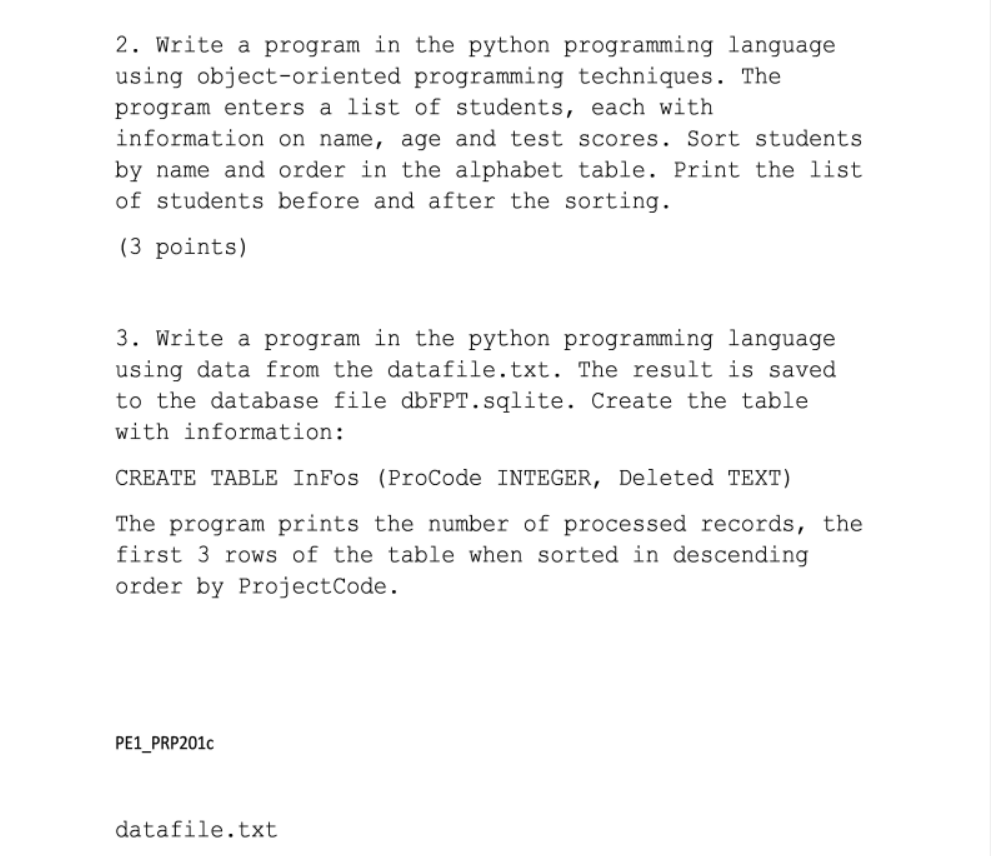 2. Write a program in the python programming language
using object-oriented programming techniques. The
program enters a list of students, each with
information on name, age and test scores. Sort students
by name and order in the alphabet table. Print the list
of students before and after the sorting.
(3 points)
3. Write a program in the python programming language
using data from the datafile.txt. The result is saved
to the database file dbFPT.sqlite. Create the table
with information:
CREATE TABLE InFos (ProCode INTEGER, Deleted TEXT)
The program prints the number of processed records, the
first 3 rows of the table when sorted in descending
order by ProjectCode.
PE1_PRP201c
datafile.txt